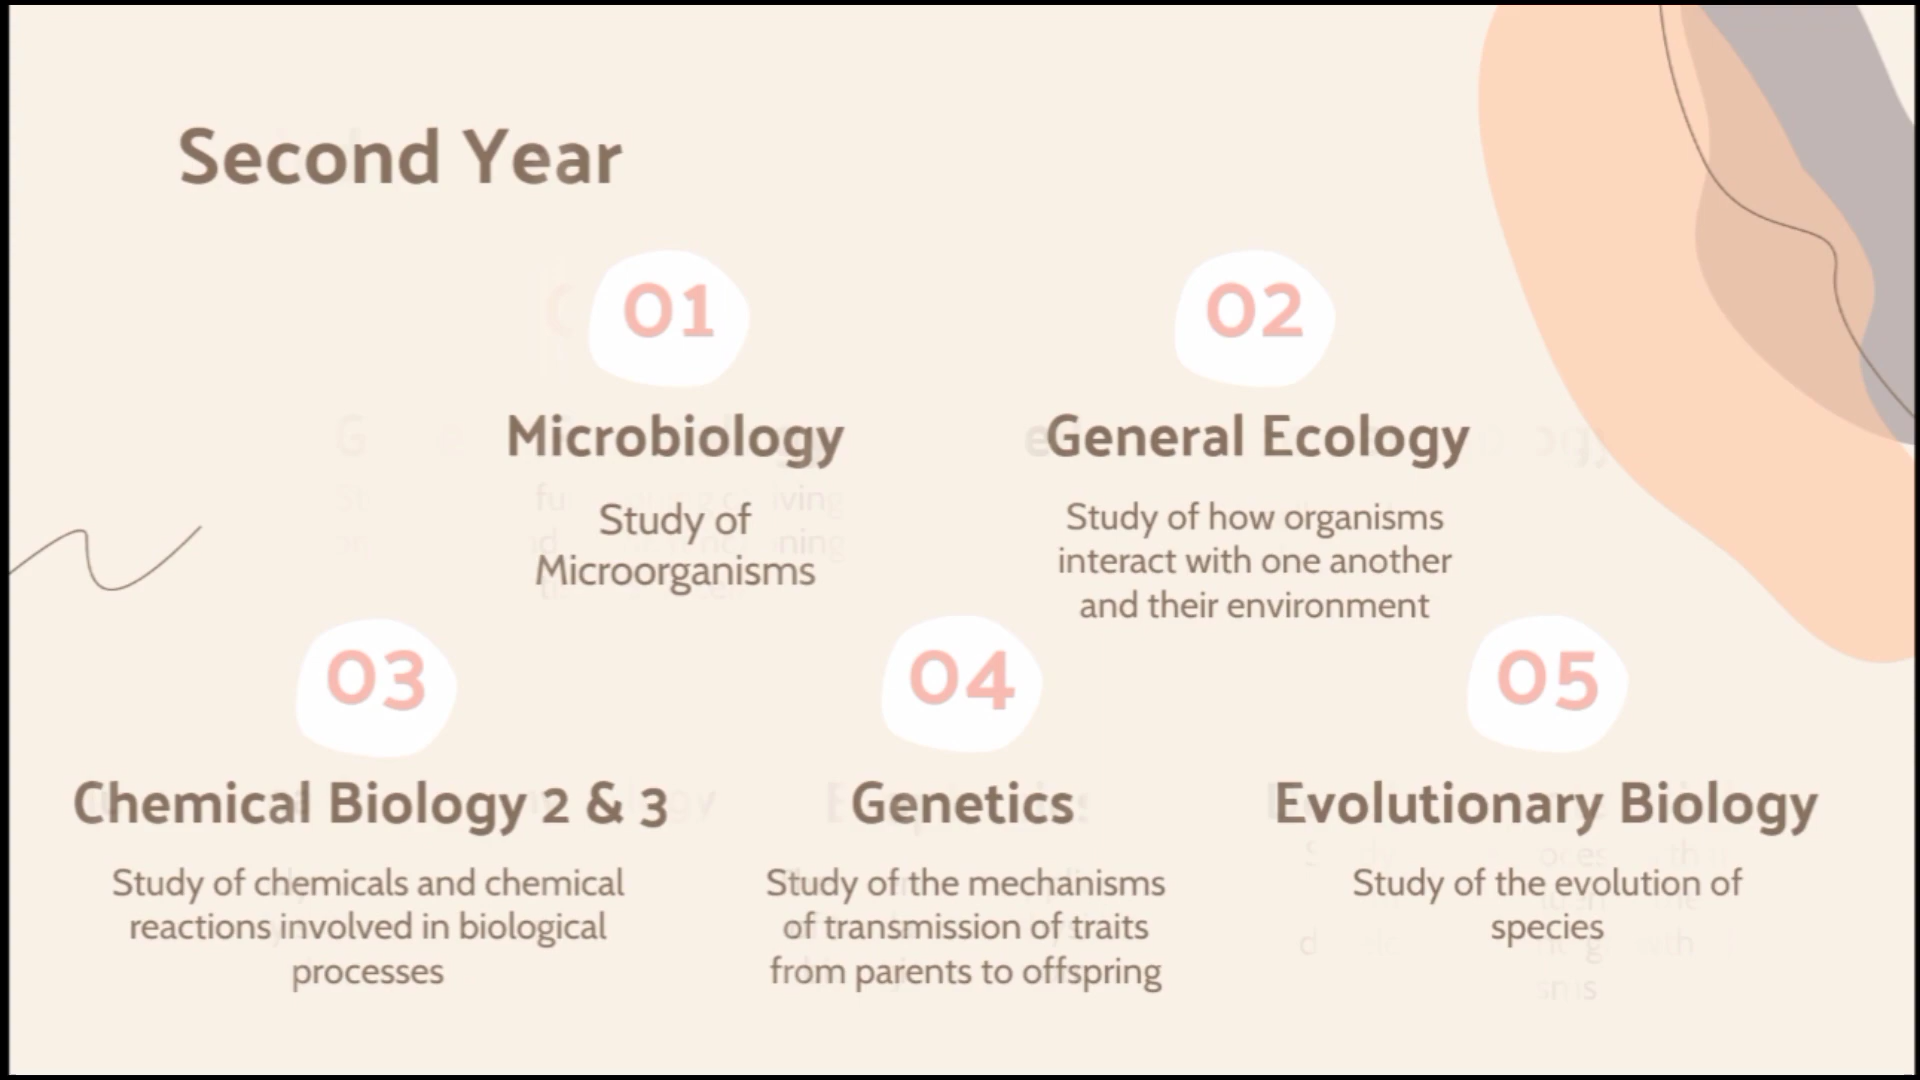 Second Year
01
Microbiology
Study of
Microorganisms
02
General Ecology
Study of how organisms
interact with one another
and their environment
03
Chemical Biology 2 & 3
Study of chemicals and chemical
reactions involved in biological
processes
04
Genetics
Study of the mechanisms
of transmission of traits
from parents to offspring
05
Evolutionary Biology
Study of the evolution of
species